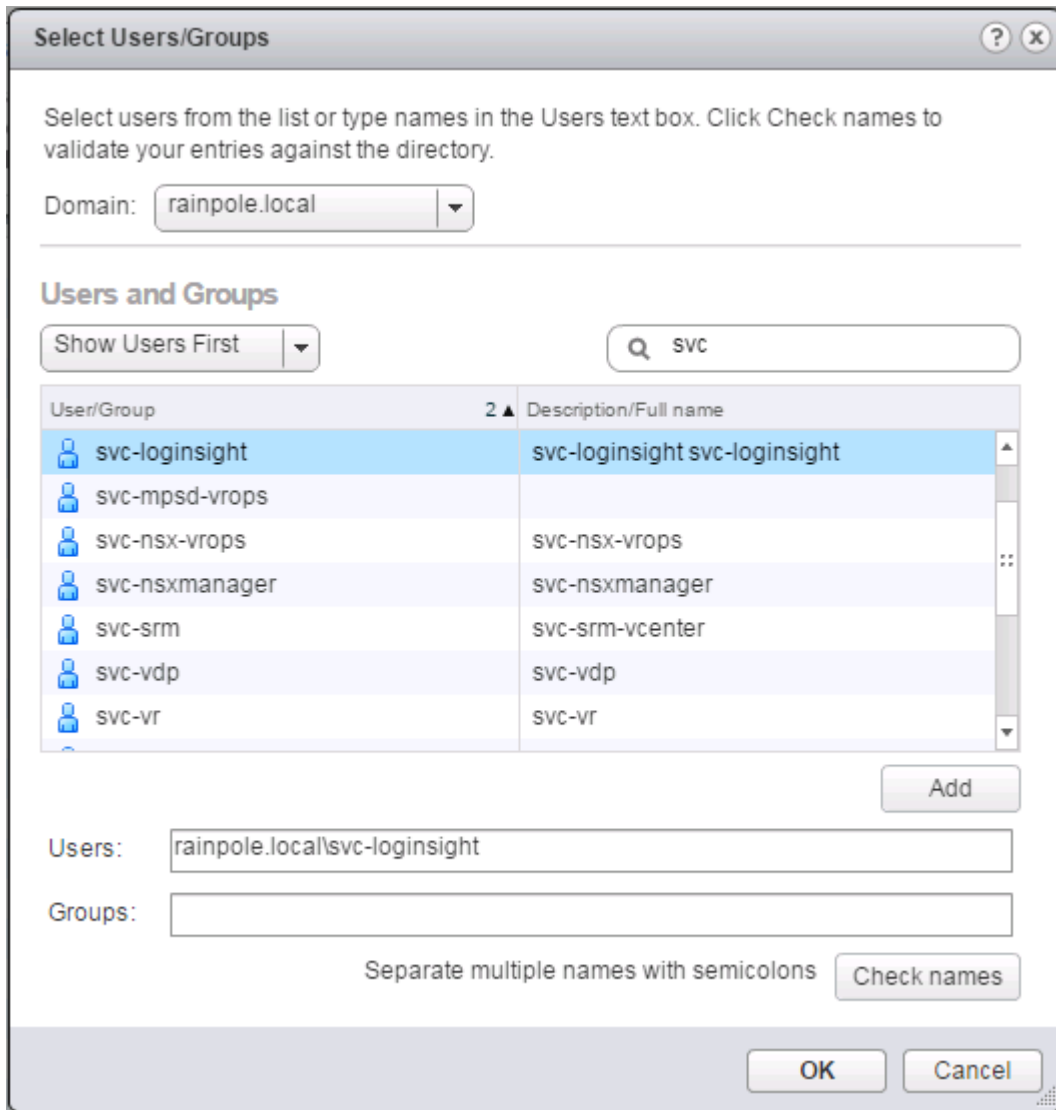 Select Users/Groups
Select users from the list or type names in the Users text box. Click Check names to
validate your entries against the directory.
Domain: rainpole.local
Users and Groups
Show Users First svc
User/Group 2 Description/Full name
svc-loginsight svc-loginsight svc-loginsight
svc-mpsd-vrops
svc-nsx-vrops svc-nsx-vrops
svc-nsxmanager svc-nsxmanager
svc-srm svc-srm-vcenter
svc-vdp svc-vdp
svc-vr svc-vr
Add
Users: rainpole.local\svc-loginsight
Groups:
Separate multiple names with semicolons Check names
OK Cancel